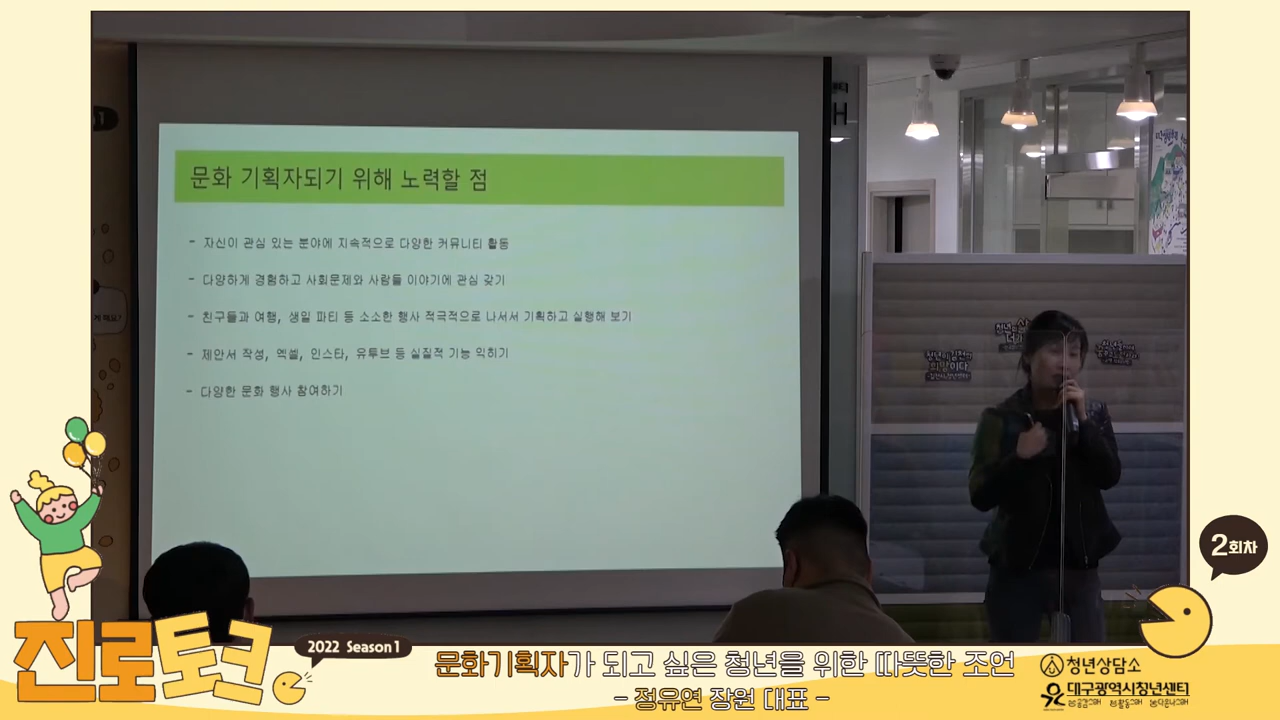 문화 기획자되기 위해 노력할 점
- 자신이 관심 있는 분야에 지속적으로 다양한 커뮤니티 활동
- 다양하게 경험하고 사회문제와 사람들 이야기에 관심 갖기
- 친구들과 여행, 생일 파티 등 소소한 행사 적극적으로 나서서 기획하고 실행해 보기
- 제안서 작성, 엑셀, 인스타, 유투브 등 실질적 기능 익히기
- 다양한 문화 행사 참여하기
2회차
진로토크
2022 Season 1
문화기획자가 되고 싶은 청년을 위한 따뜻한 조언
- 정유연 장원 대표 -
청년상담소
대구광역시청년센터